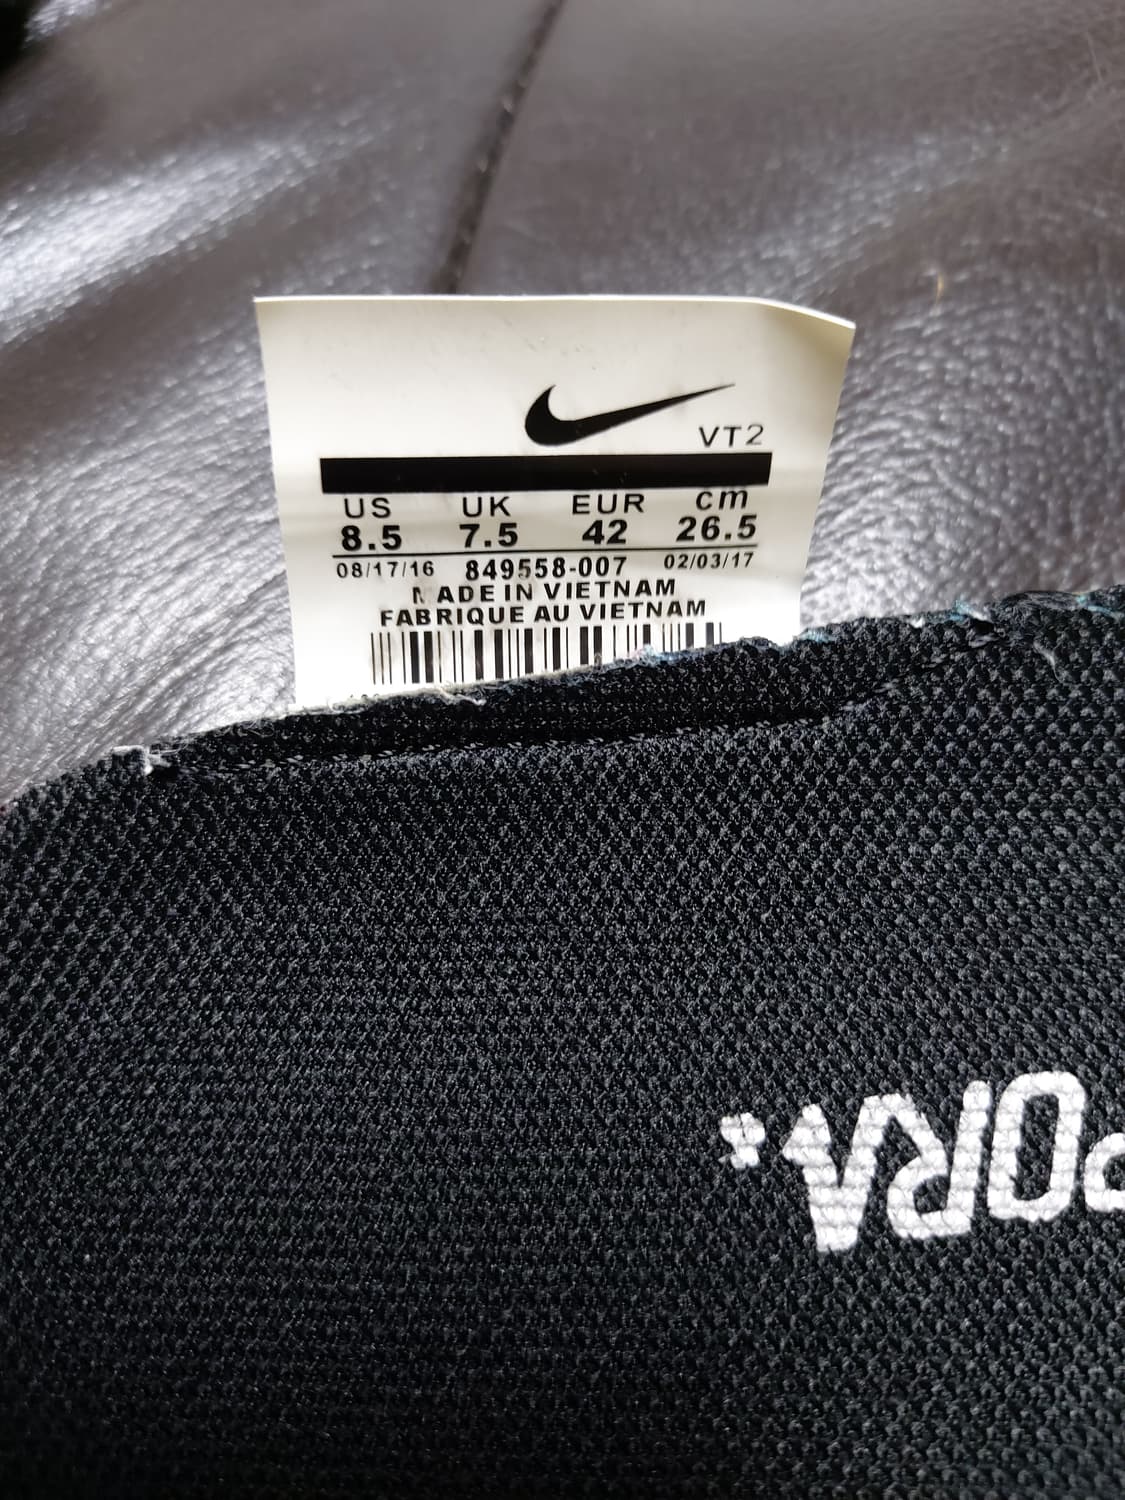 VT2
US UK EUR cm
8.5 7.5 42 26.5
08/17/16 849558-007 02/03/17
MADE IN VIETNAM
FABRIQUE AU VIETNAM